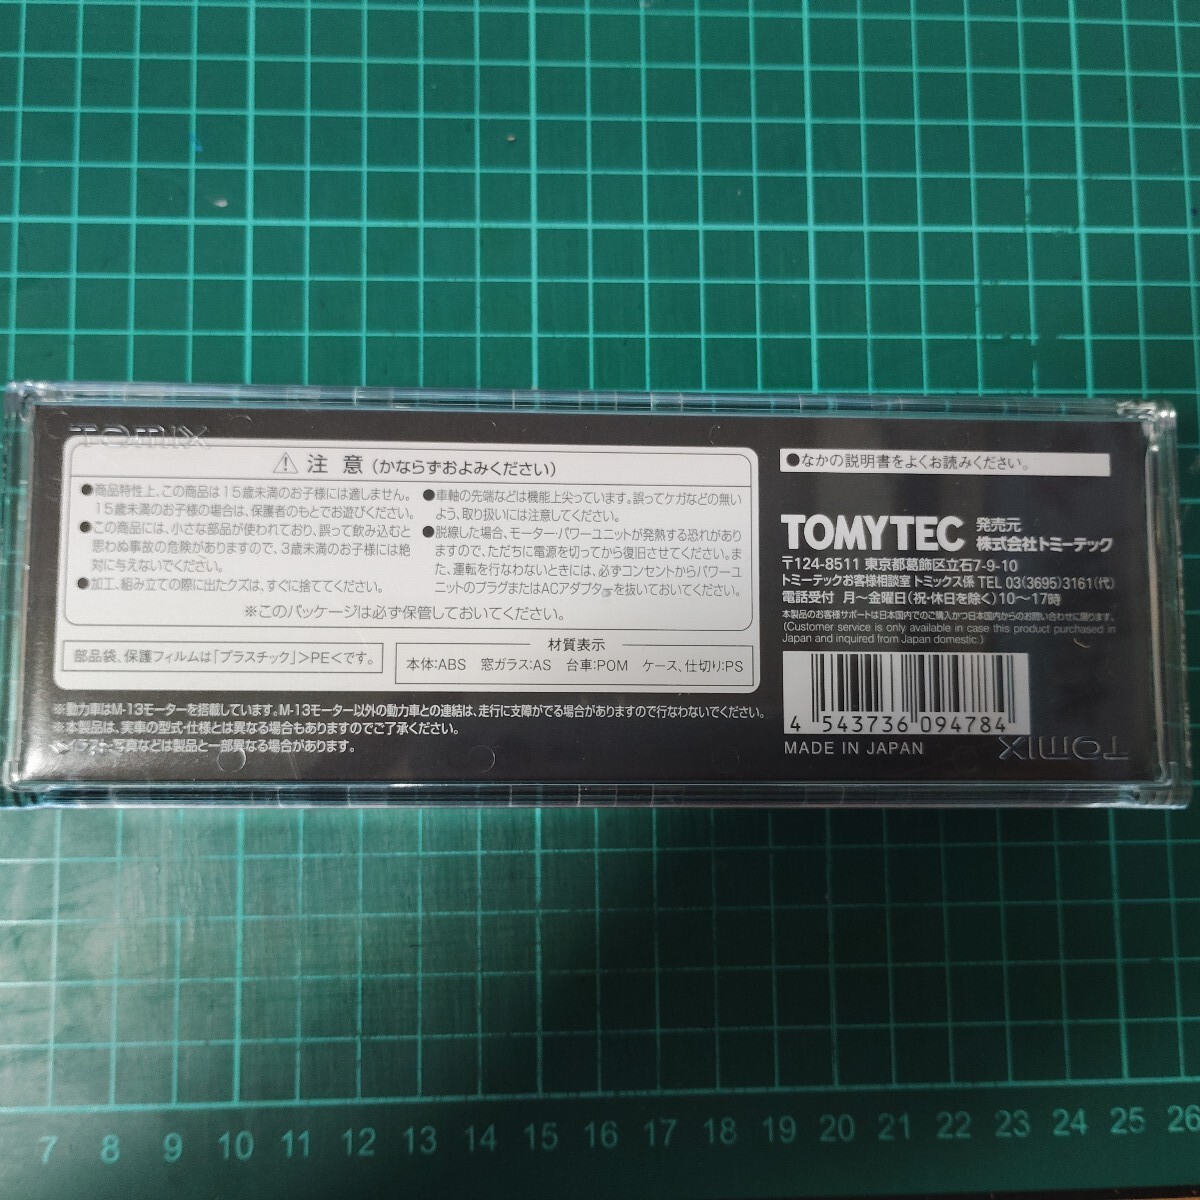 TOMIX
⚠ 注 意 (かならずおよみください)
●商品特性上、この商品は15歳未満のお子様には適しません。
15歳未満のお子様の場合は、保護者のもとでお遊びください。
●この商品には、小さな部品が使われており、誤って飲み込むと
思わぬ事故の危険がありますので、3歳未満のお子様には絶
対に与えないでください。
●加工、組み立ての際に出たクズは、すぐに捨ててください。
●車軸の先端などは機能上尖っています。誤ってケガなどの無い
よう、取り扱いには注意してください。
●脱線した場合、モーター・パワーユニットが発熱する恐れがあり
ますので、ただちに電源を切ってから復旧させてください。ま
た、運転を行なわないときには、必ずコンセントからパワーユ
ニットのプラグまたはACアダプターを抜いておいてください。
※このパッケージは必ず保管しておいてください。
部品袋、保護フィルムは「プラスチック」>PE<です。
材質表示
本体:ABS 窓ガラス:AS 台車:POM ケース、仕切り:PS
※動力車はM-13モーターを搭載しています。M-13モーター以外の動力車との連結は、走行に支障がでる場合がありますので行なわないでください。
※本製品は、実車の型式・仕様とは異なる場合もありますのでご了承ください。
※イラスト・写真などは製品と一部異なる場合があります。
●なかの説明書をよくお読みください。
TOMYTEC 発売元
株式会社トミーテック
〒124-8511 東京都葛飾区立石7-9-10
トミーテックお客様相談室 トミックス係 TEL 03(3695)3161(代)
電話受付 月~金曜日(祝・休日を除く)10~17時
本製品のお客様サポートは日本国内でのご購入かつ日本国内からのお問い合わせに限ります。
(Customer service is only available in case this product purchased in
Japan and inquired from Japan domestic.)
4 543736 094784
MADE IN JAPAN
TOMIX
7 8 9 10 11 12 13 14 15 16 17 18 19 20 21 22 23 24 25 26